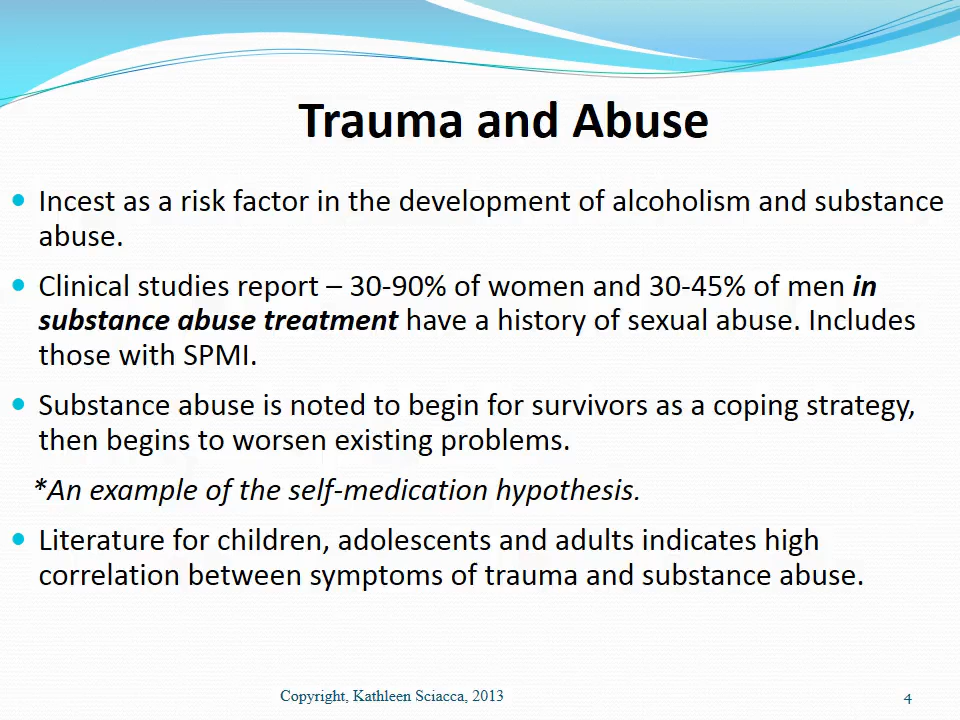 Trauma and Abuse
Incest as a risk factor in the development of alcoholism and substance
abuse.
Clinical studies report – 30-90% of women and 30-45% of men in
substance abuse treatment have a history of sexual abuse. Includes
those with SPMI.
Substance abuse is noted to begin for survivors as a coping strategy,
then begins to worsen existing problems.
*An example of the self-medication hypothesis.
Literature for children, adolescents and adults indicates high
correlation between symptoms of trauma and substance abuse.
Copyright, Kathleen Sciacca, 2013
4